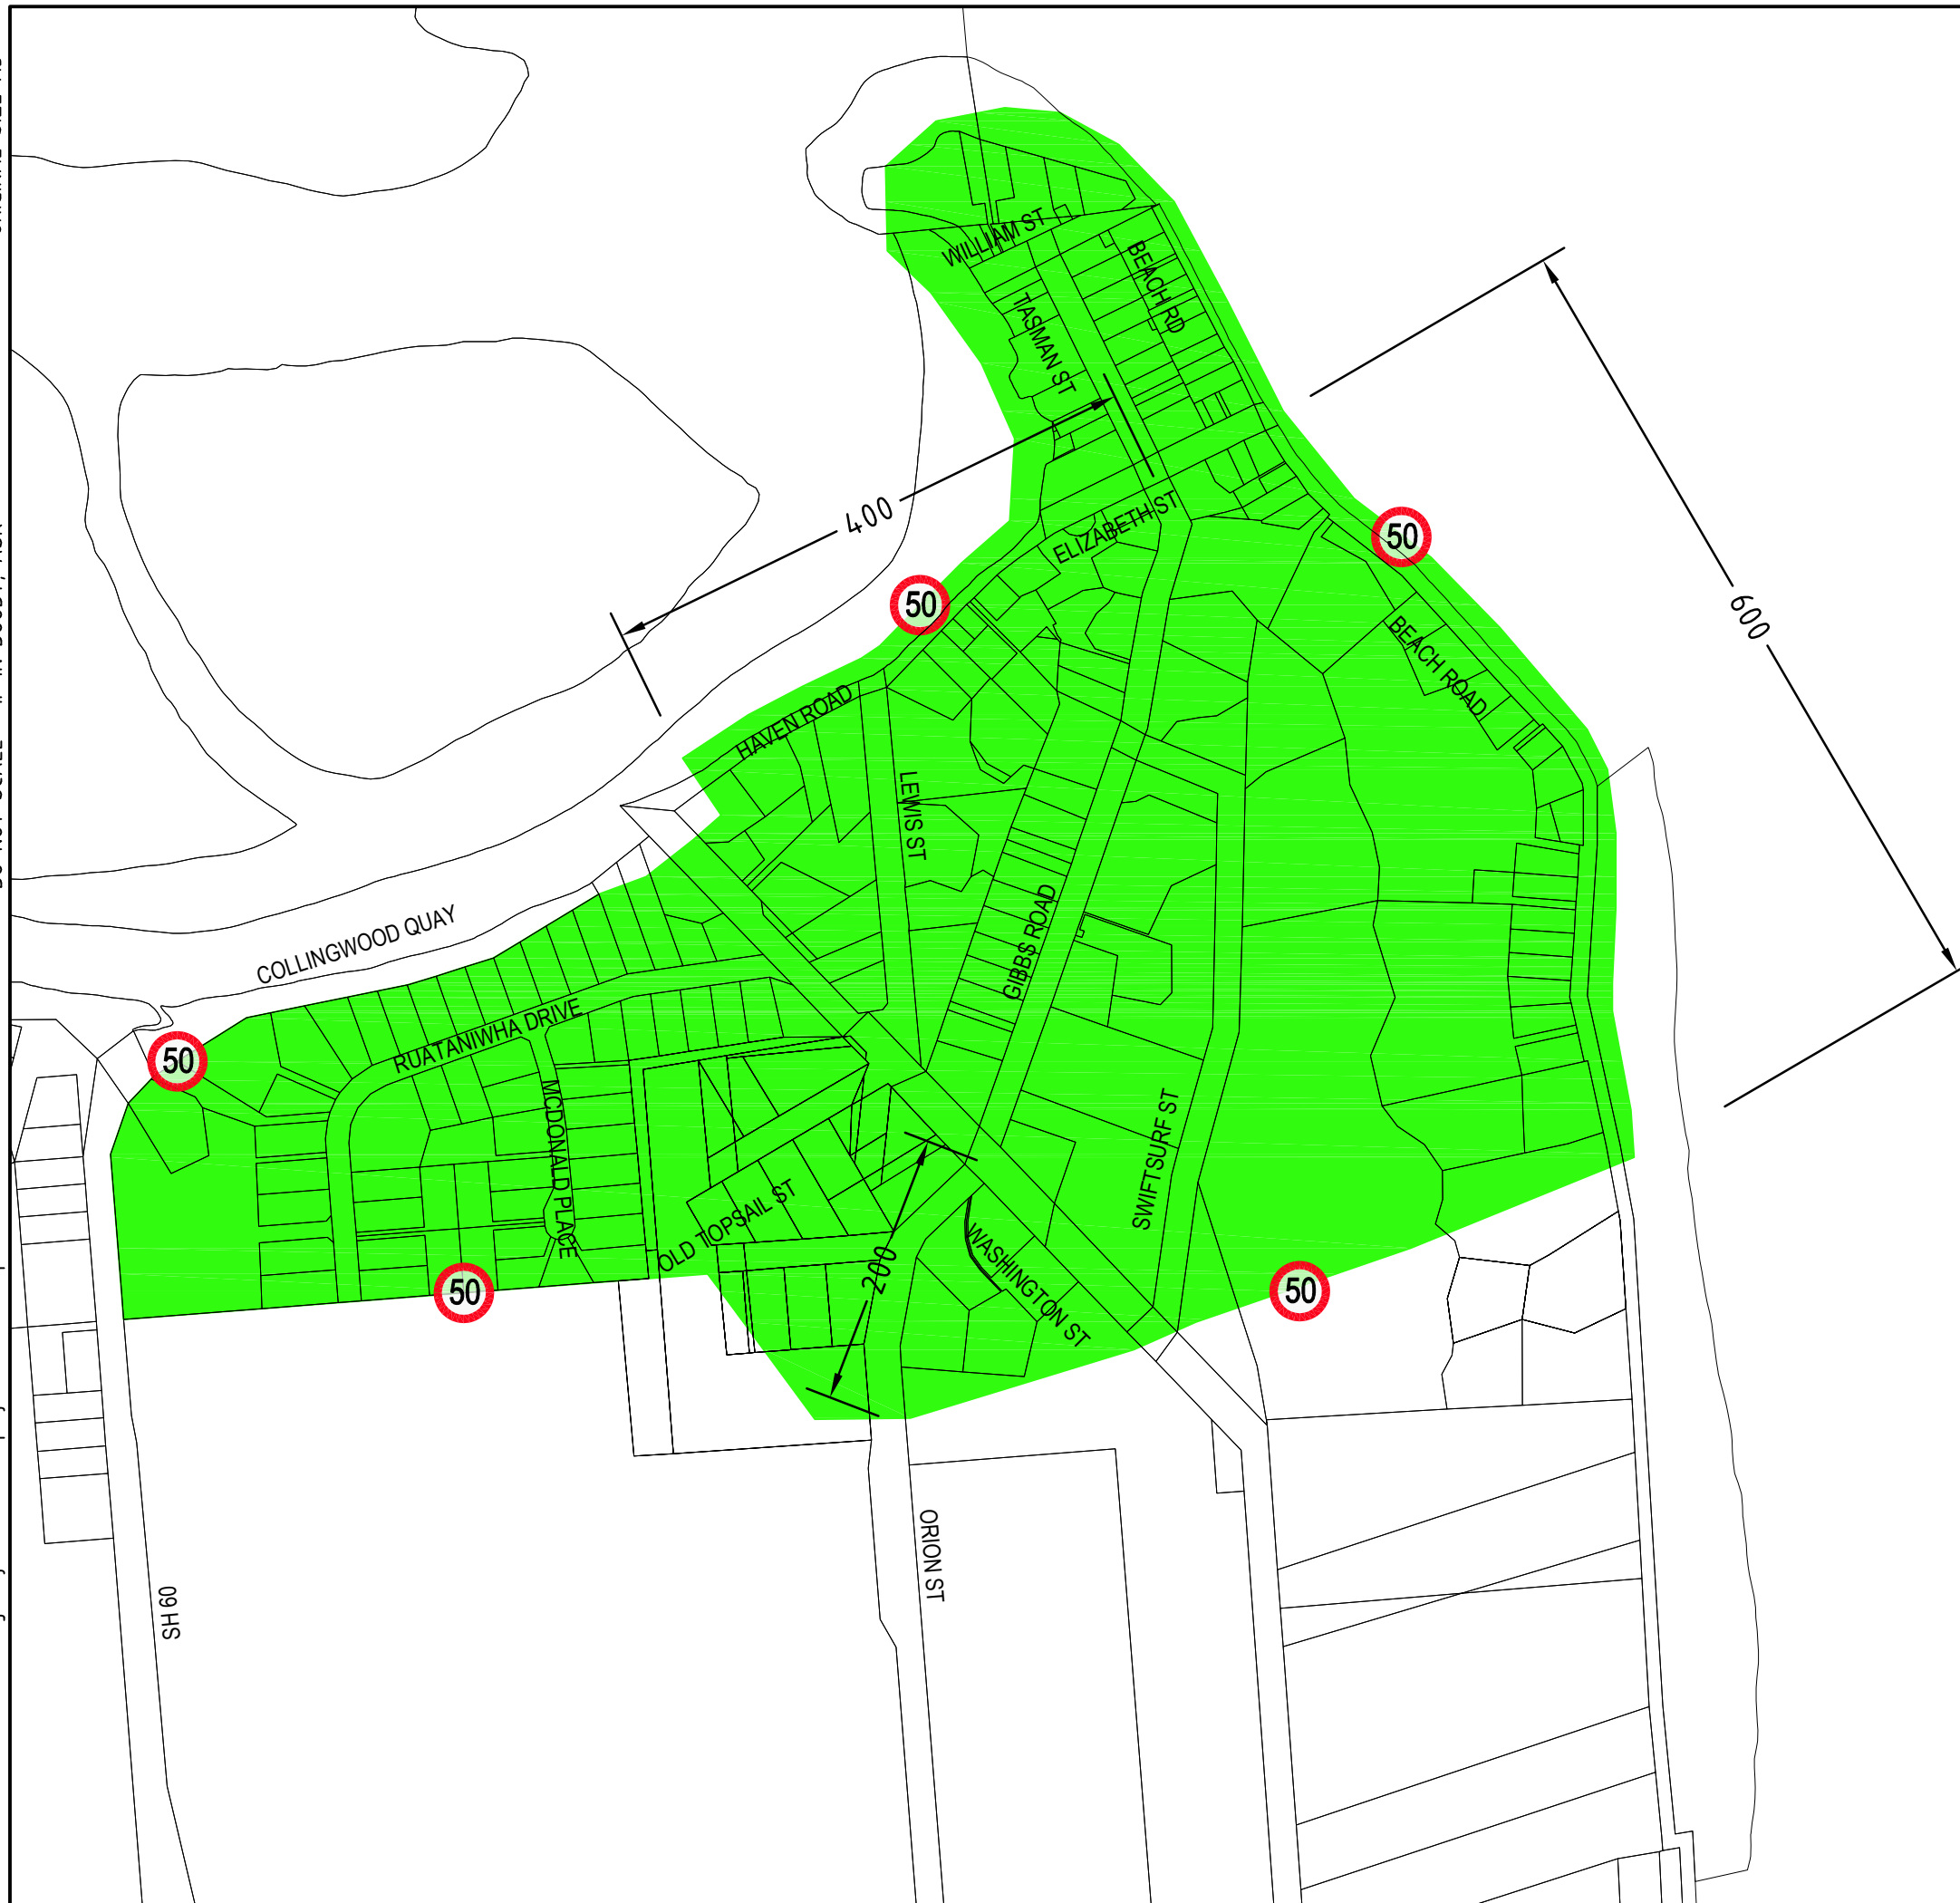 WILLIAM ST
BEACH RD
TASMAN ST
400
ELIZABETH ST
50
50
600
BEACH ROAD
HAVEN ROAD
LEWIS ST
GIBBS ROAD
COLLINGWOOD QUAY
RUATANIWHA DRIVE
50
MCDONALD PLACE
SWIFTSURF ST
OLD TOPSAIL ST
200
WASHINGTON ST
50
50
ORION ST
SH 60